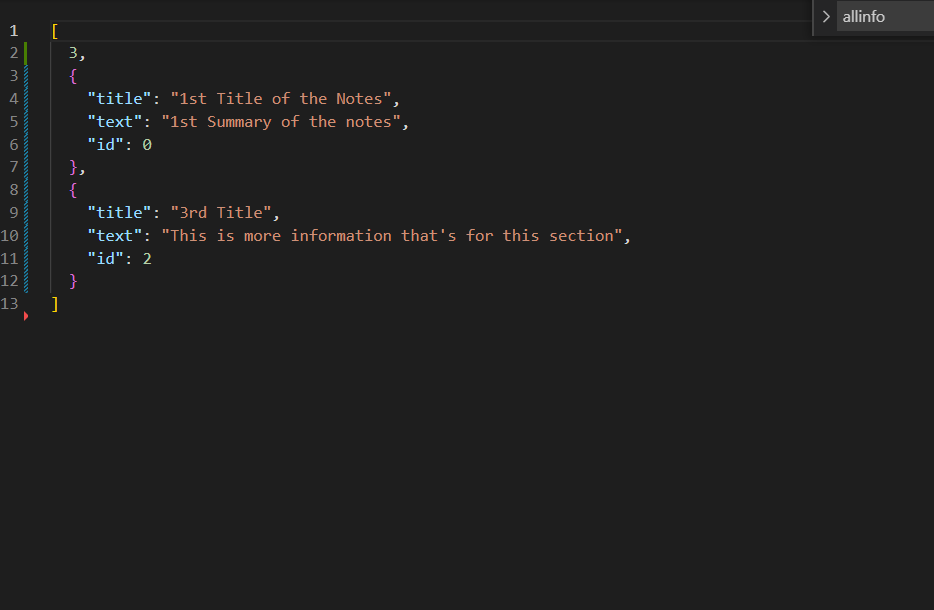 allinfo
1 [
2 3,
3 {
4 "title": "1st Title of the Notes",
5 "text": "1st Summary of the notes",
6 "id": 0
7 },
8 {
9 "title": "3rd Title",
10 "text": "This is more information that's for this section",
11 "id": 2
12 }
13 ]